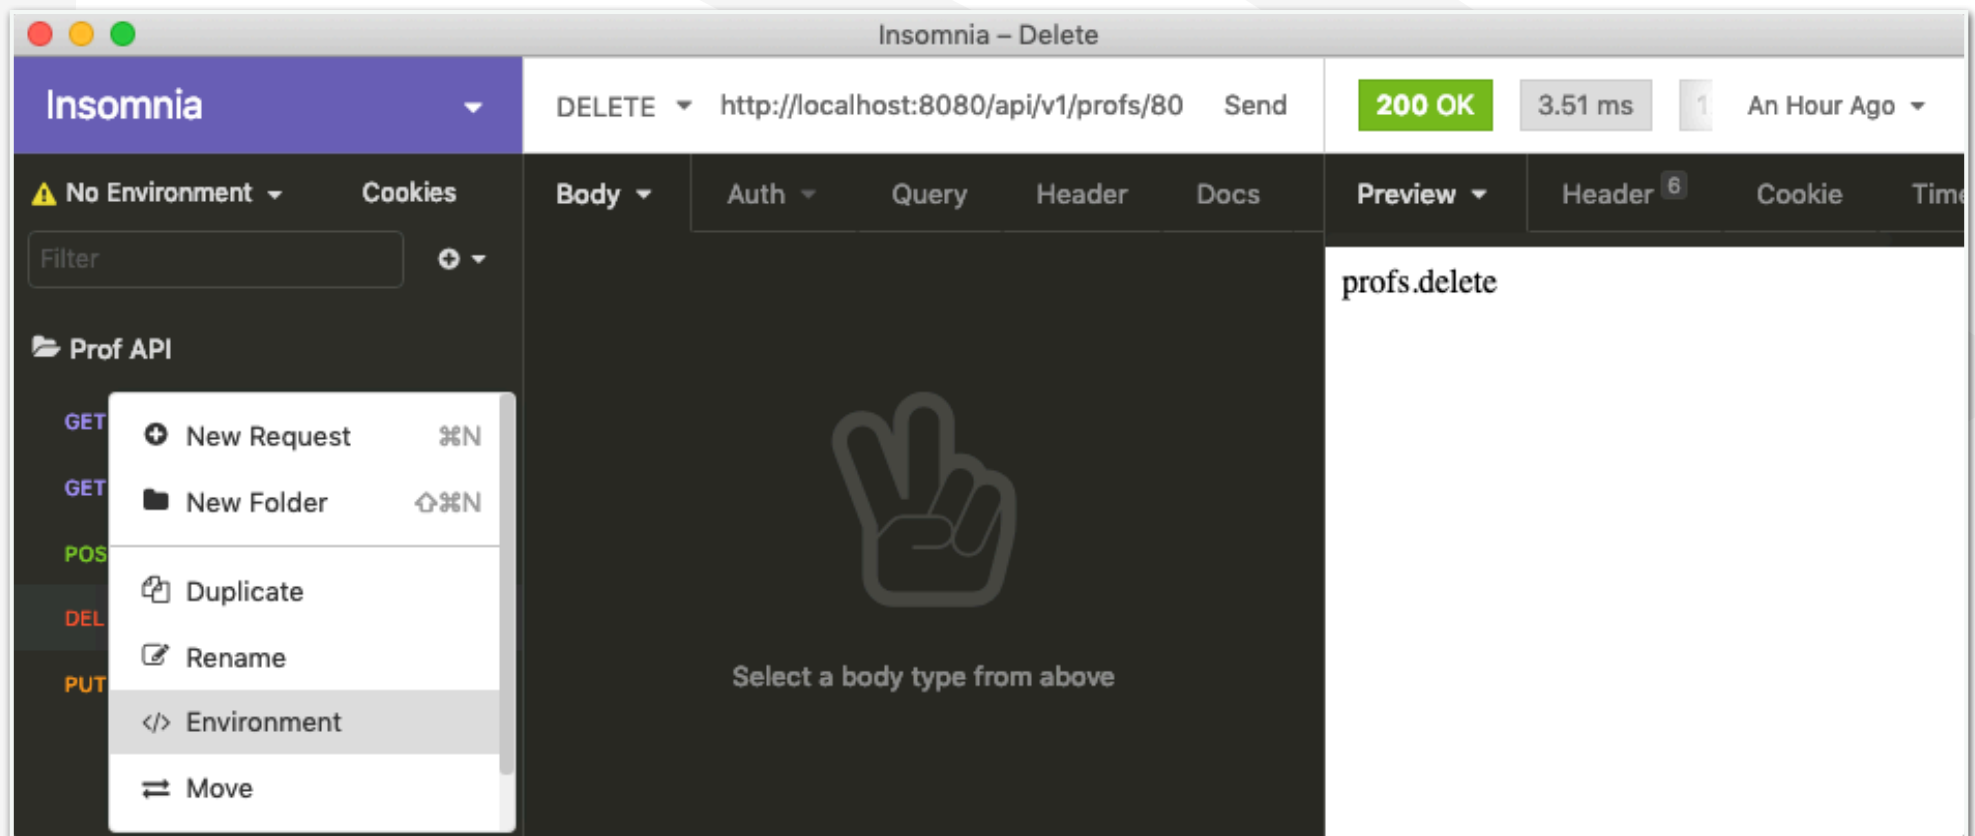 Insomnia – Delete
Insomnia
DELETE http://localhost:8080/api/v1/profs/80 Send
200 OK 3.51 ms 1 An Hour Ago
No Environment Cookies
Body Auth Query Header Docs
Preview Header 6 Cookie Time
Filter
profs.delete
Prof API
GET
GET
POS
DEL
PUT
New Request ⌘N
New Folder ⇧⌘N
Duplicate
Rename
</> Environment
Move
Select a body type from above